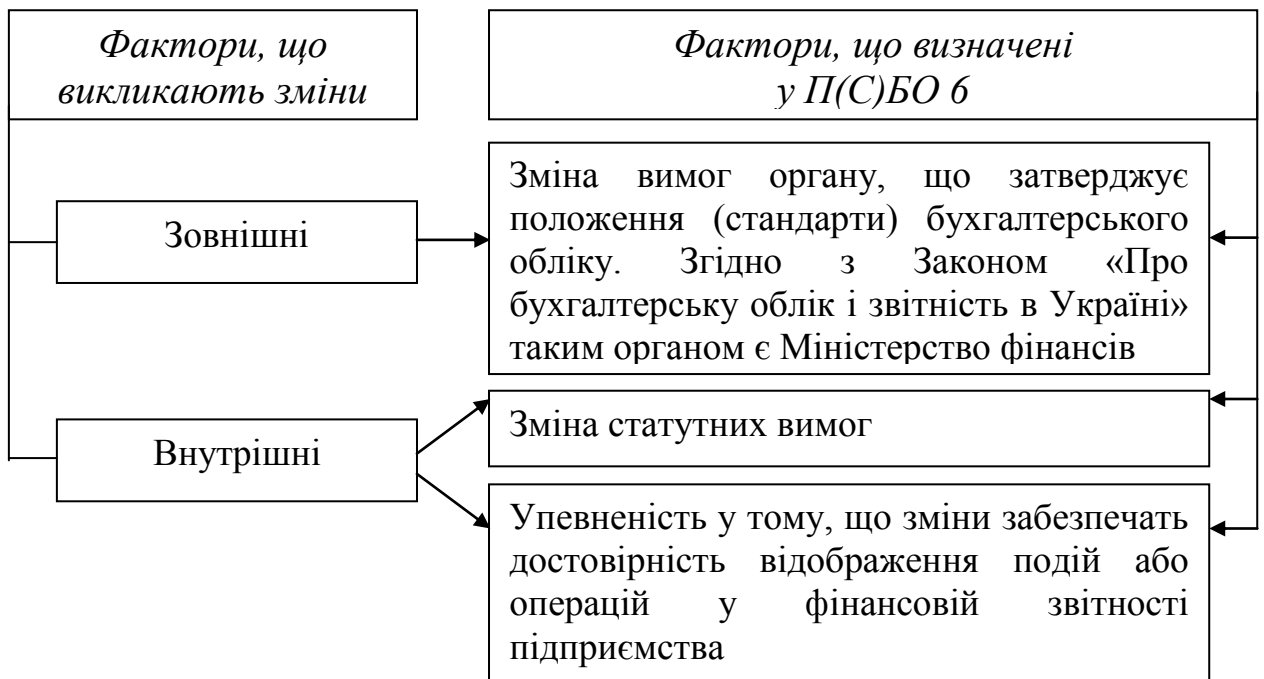 Фактори, що
викликають зміни
Фактори, що визначені
у П(С)БО 6
Зовнішні
Зміна вимог органу, що затверджує
положення (стандарти) бухгалтерського
обліку. Згідно з Законом «Про
бухгалтерську облік і звітність в Україні»
таким органом є Міністерство фінансів
Внутрішні
Зміна статутних вимог
Упевненість у тому, що зміни забезпечать
достовірність відображення подій або
операцій у фінансовій звітності
підприємства